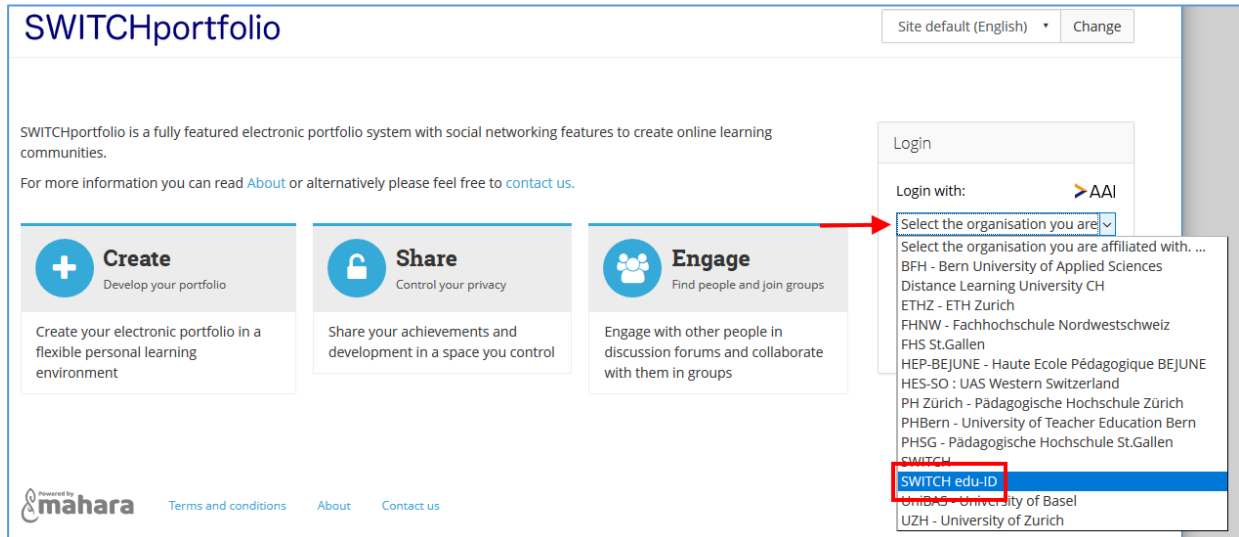 SWITCHportfolio
Site default (English)
Change
SWITCHportfolio is a fully featured electronic portfolio system with social networking features to create online learning
communities.
For more information you can read About or alternatively please feel free to contact us.
Create
Develop your portfolio
Create your electronic portfolio in a
flexible personal learning
environment
Share
Control your privacy
Share your achievements and
development in a space you control
Engage
Find people and join groups
Engage with other people in
discussion forums and collaborate
with them in groups
Login
Login with:
AAI
Select the organisation you are
Select the organisation you are affiliated with. ...
BFH - Bern University of Applied Sciences
Distance Learning University CH
ETHZ - ETH Zurich
FHNW - Fachhochschule Nordwestschweiz
FHS St.Gallen
HEP-BEJUNE - Haute Ecole Pédagogique BEJUNE
HES-SO : UAS Western Switzerland
PH Zürich - Pädagogische Hochschule Zürich
PHBern - University of Teacher Education Bern
PHSG - Pädagogische Hochschule St.Gallen
SWITCH
SWITCH edu-ID
UniBAS - University of Basel
UZH - University of Zurich
Powered by
mahara
Terms and conditions
About
Contact us